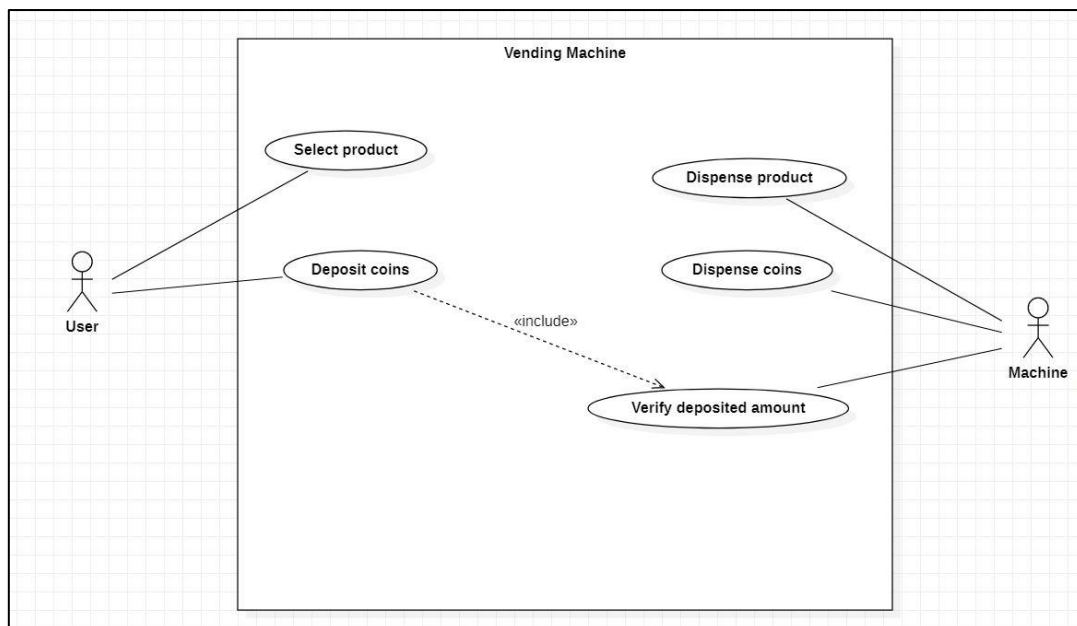 Vending Machine
Select product
Dispense product
Deposit coins
Dispense coins
«include»
User
Machine
Verify deposited amount